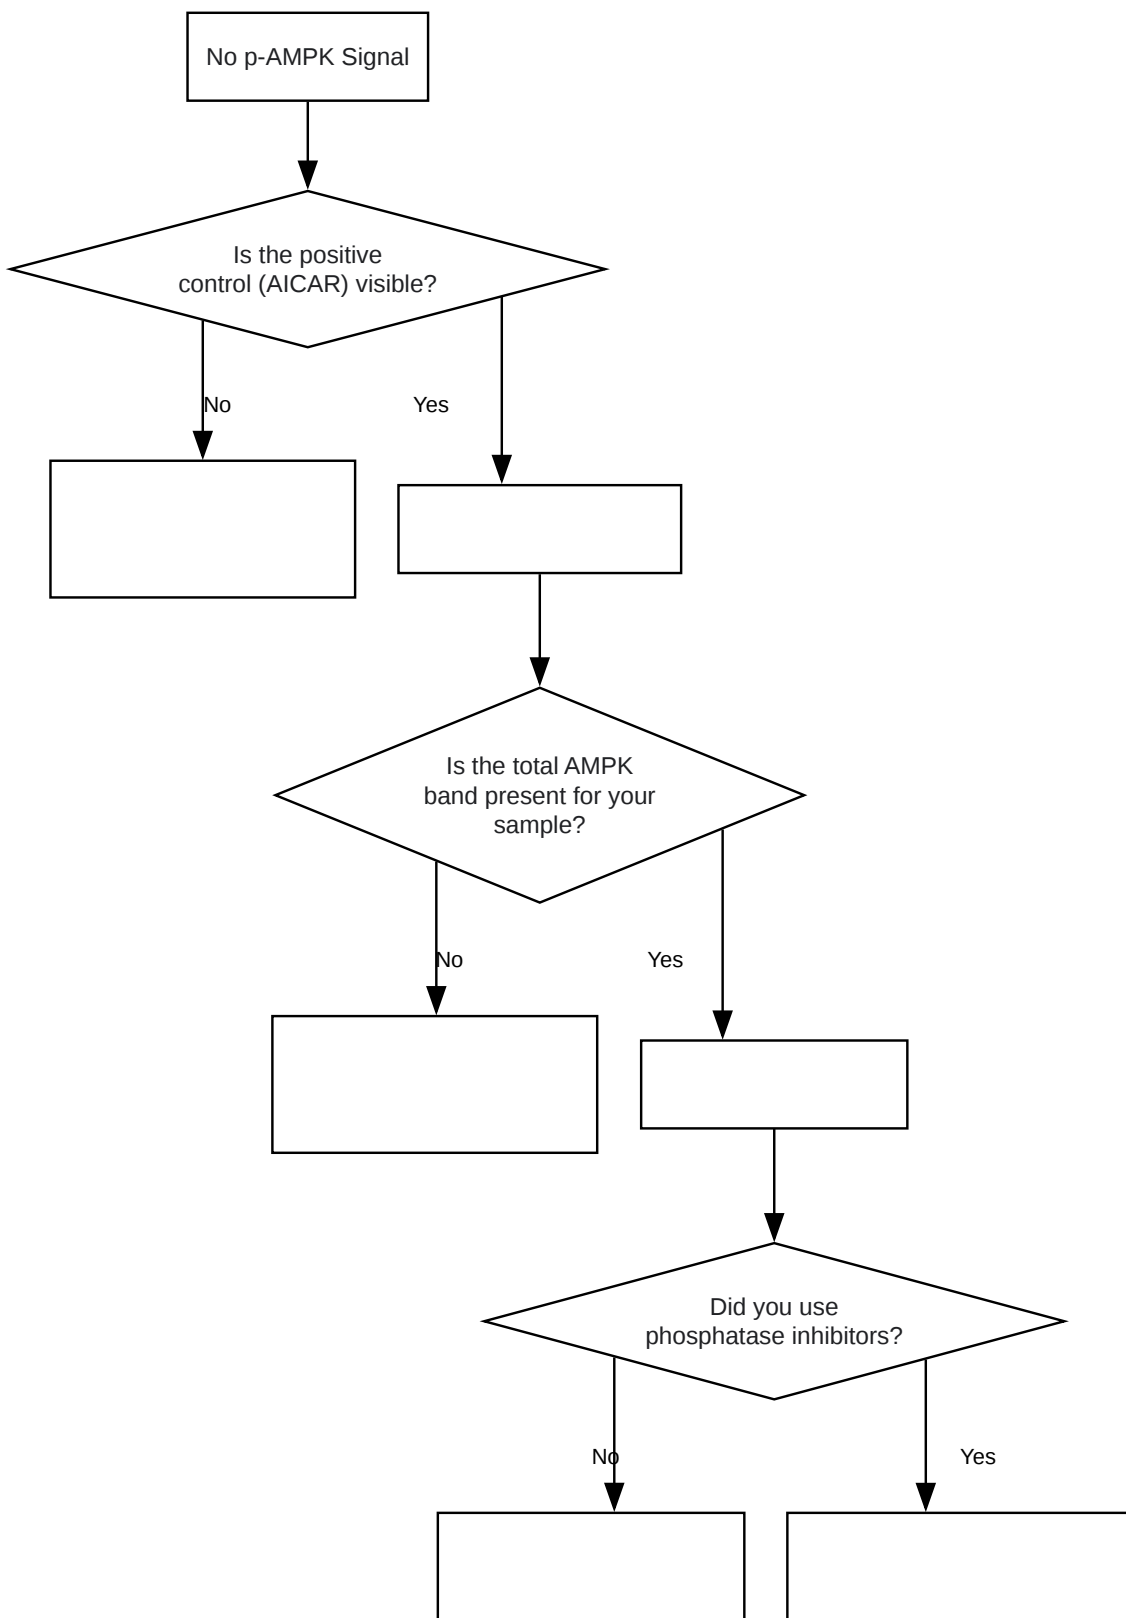 No p-AMPK Signal
Is the positive
control (AICAR) visible?
No
Yes
Is the total AMPK
band present for your
sample?
No
Yes
Did you use
phosphatase inhibitors?
No
Yes